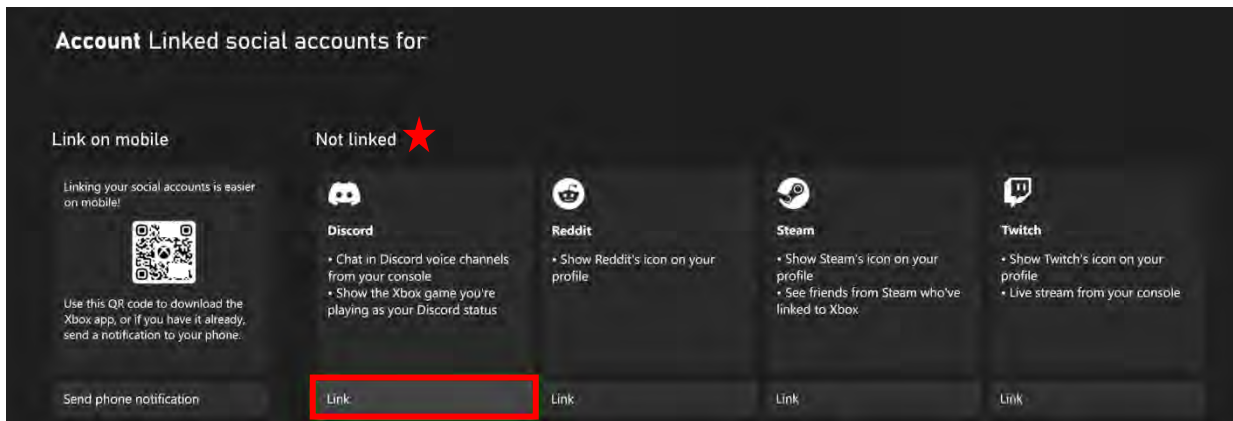 Account Linked social accounts for
Link on mobile
Linking your social accounts is easier
on mobile!
Use this QR code to download the
Xbox app, or if you have it already,
send a notification to your phone.
Send phone notification
Not linked
Discord
• Chat in Discord voice channels
from your console
• Show the Xbox game you're
playing as your Discord status
Link
Reddit
• Show Reddit's icon on your
profile
Link
Steam
• Show Steam's icon on your
profile
• See friends from Steam who've
linked to Xbox
Link
Twitch
• Show Twitch's icon on your
profile
• Live stream from your console
Link